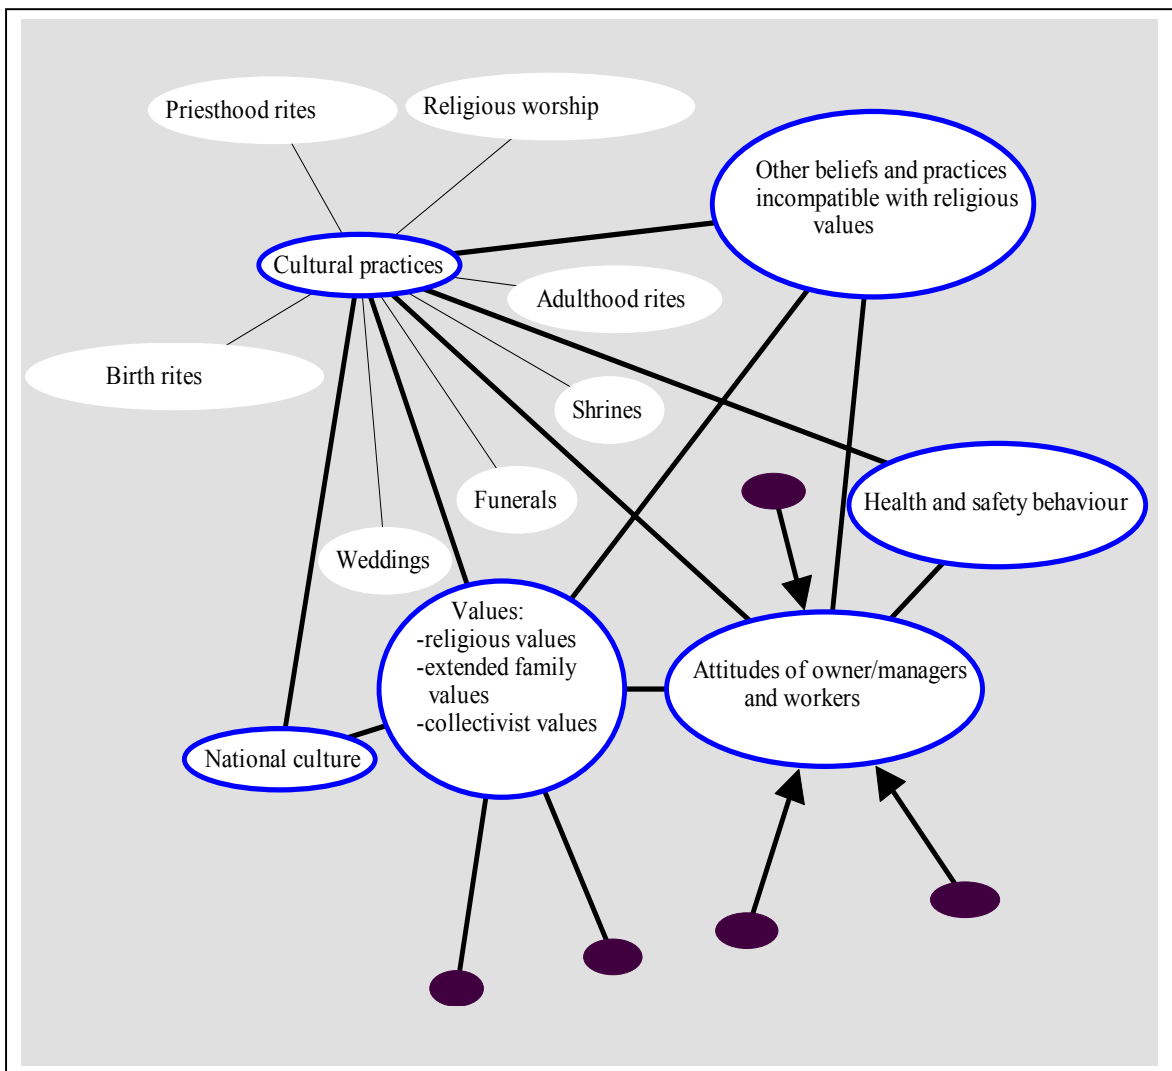 Priesthood rites
Religious worship
Other beliefs and practices
incompatible with religious
values
Cultural practices
Adulthood rites
Birth rites
Shrines
Funerals
Health and safety behaviour
Weddings
Values:
-religious values
-extended family
values
-collectivist values
Attitudes of owner/managers
and workers
National culture